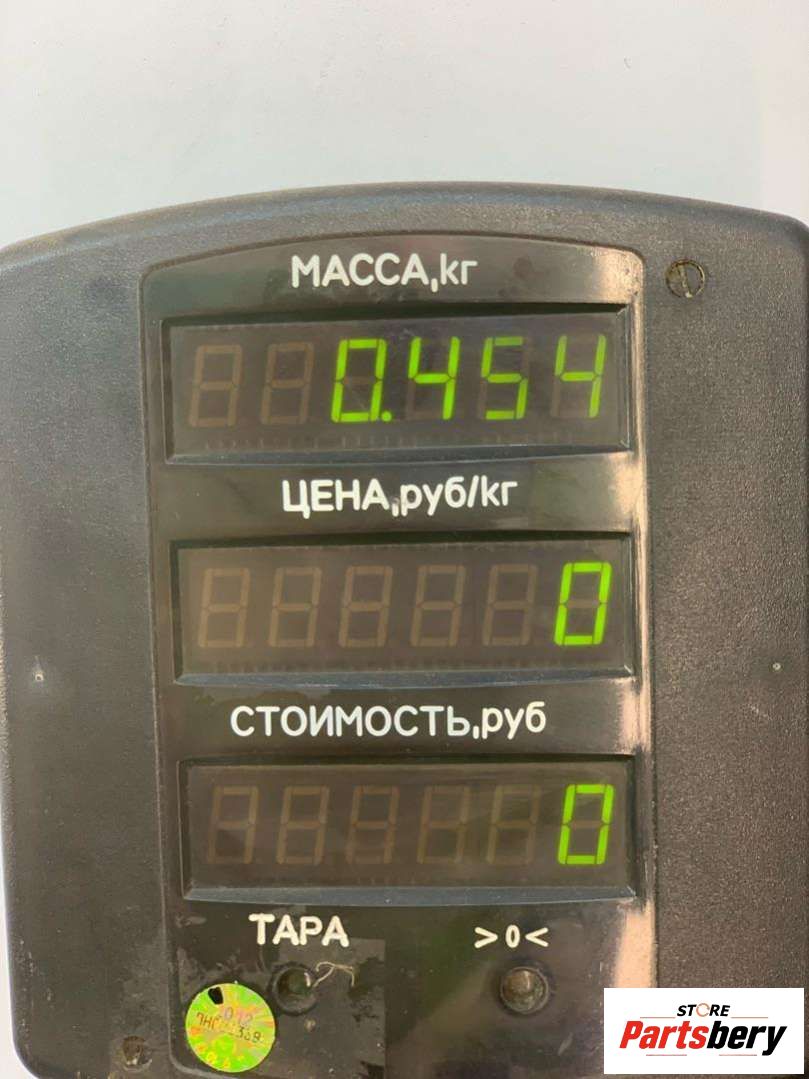 МАССА,кг
0.454
ЦЕНА,руб/кг
0
СТОИМОСТЬ,руб
0
ТАРА >0<
STORE
Partsbery